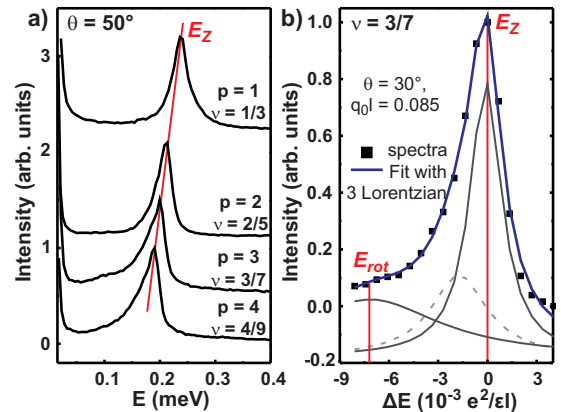 a)
θ = 50°
E_Z
p = 1
ν = 1/3
p = 2
ν = 2/5
p = 3
ν = 3/7
p = 4
ν = 4/9
3
2
1
0
Intensity (arb. units)
0.1
0.2
0.3
0.4
E (meV)
b)
ν = 3/7
E_Z
θ = 30°,
q₀l = 0.085
spectra
Fit with
3 Lorentzian
E_rot
1.0
0.8
0.6
0.4
0.2
0.0
-0.2
Intensity (arb. units)
-9
-6
-3
0
3
ΔE (10⁻³ e²/εl)